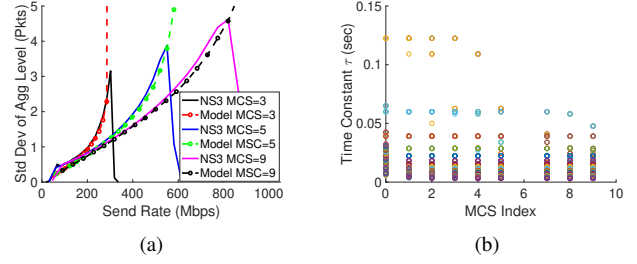 Std Dev of Agg Level (Pkts)
5
4
3
2
1
0
NS3 MCS=3
Model MCS=3
NS3 MCS=5
Model MCS=5
NS3 MCS=9
Model MSC=9
0 200 400 600 800 1000
Send Rate (Mbps)
(a)
Time Constant τ (sec)
0.15
0.1
0.05
0
0 2 4 6 8 10
MCS Index
(b)